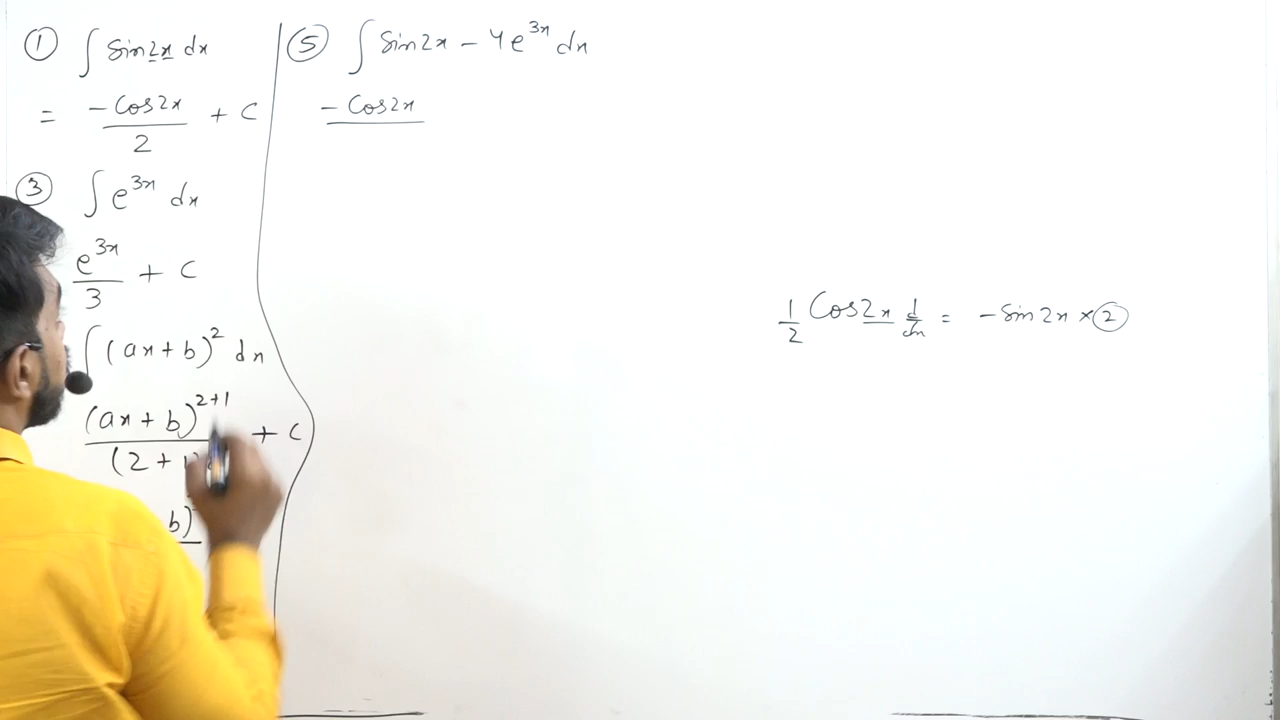 ① ∫ Sin2x dx
= -Cos2x/2 + C
③ ∫ e^3x dx
e^3x/3 + C
∫ (ax+b)^2 dx
(ax+b)^2+1/(2+1) + C
b)
⑤ ∫ Sin2x - 4e^3x dx
-Cos2x
1/2 Cos2x d/dx = -Sin2x × ②